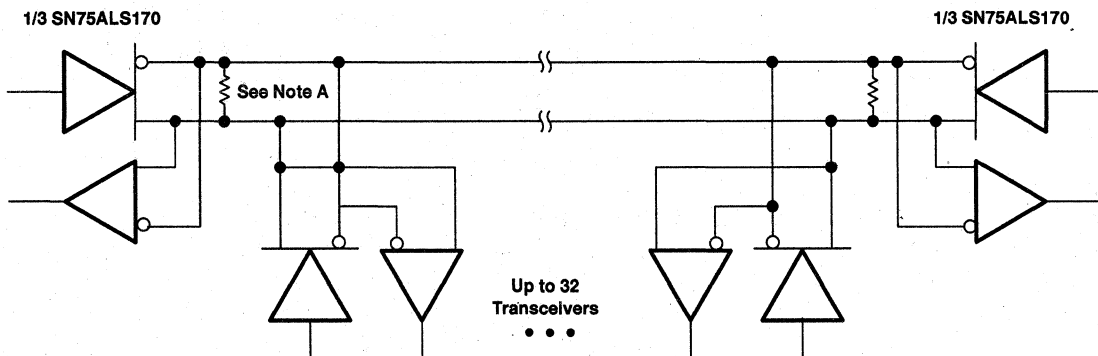 1/3 SN75ALS170
1/3 SN75ALS170
See Note A
Up to 32
Transceivers
• • •